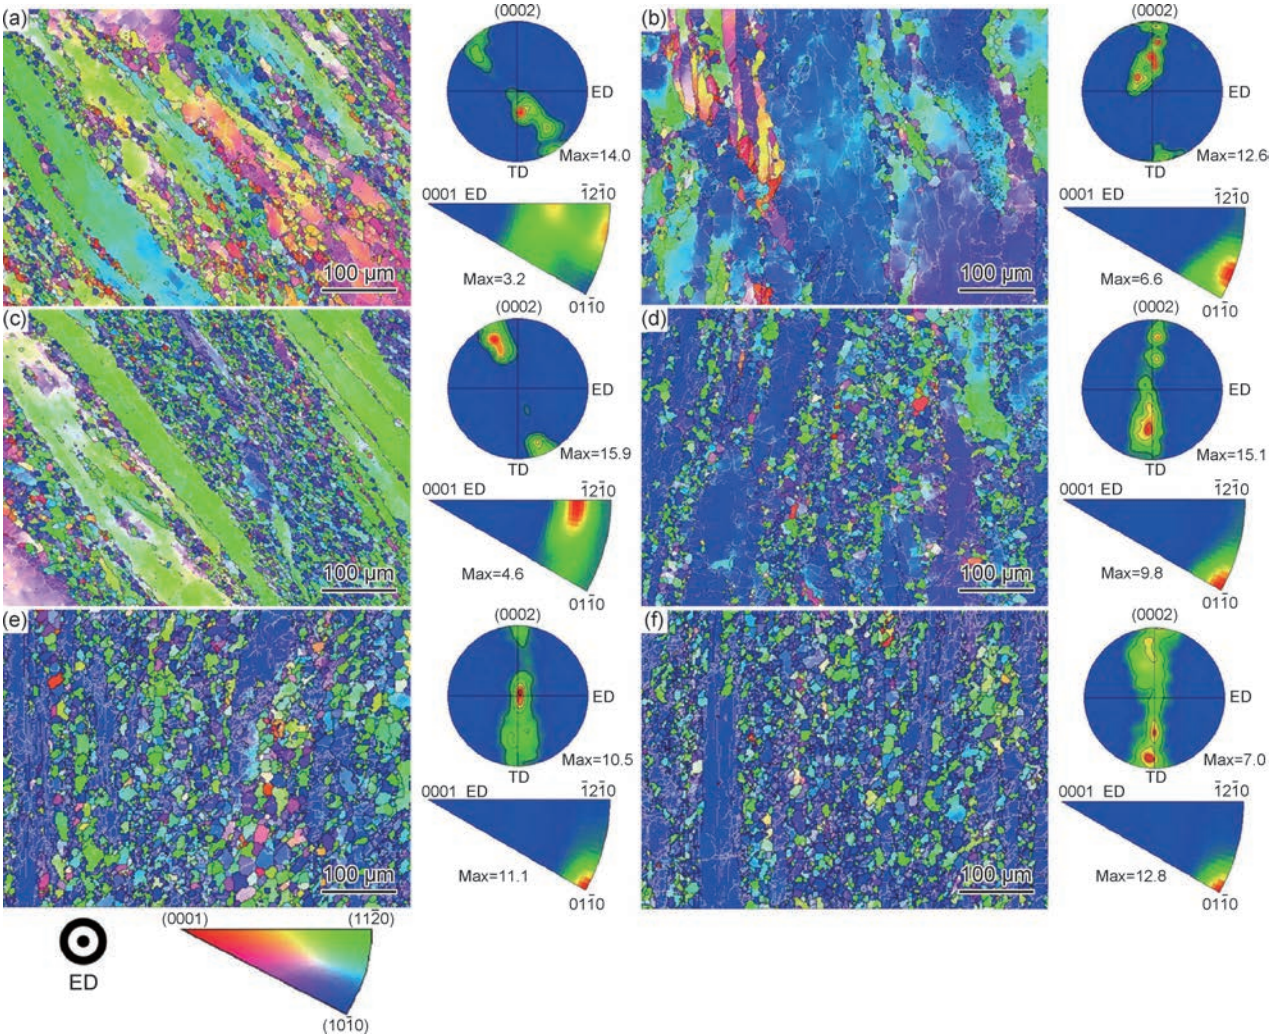 (a)
100 μm
(0002)
ED
TD
Max=14.0
0001 ED
1̄21̄0
Max=3.2
011̄0
(b)
100 μm
(0002)
ED
TD
Max=12.6
0001 ED
1̄21̄0
Max=6.6
011̄0
(c)
100 μm
(0002)
ED
TD
Max=15.9
0001 ED
1̄21̄0
Max=4.6
011̄0
(d)
100 μm
(0002)
ED
TD
Max=15.1
0001 ED
1̄21̄0
Max=9.8
011̄0
(e)
100 μm
(0002)
ED
TD
Max=10.5
0001 ED
1̄21̄0
Max=11.1
011̄0
(f)
100 μm
(0002)
ED
TD
Max=7.0
0001 ED
1̄21̄0
Max=12.8
011̄0
ED
(0001)
(112̄0)
(101̄0)